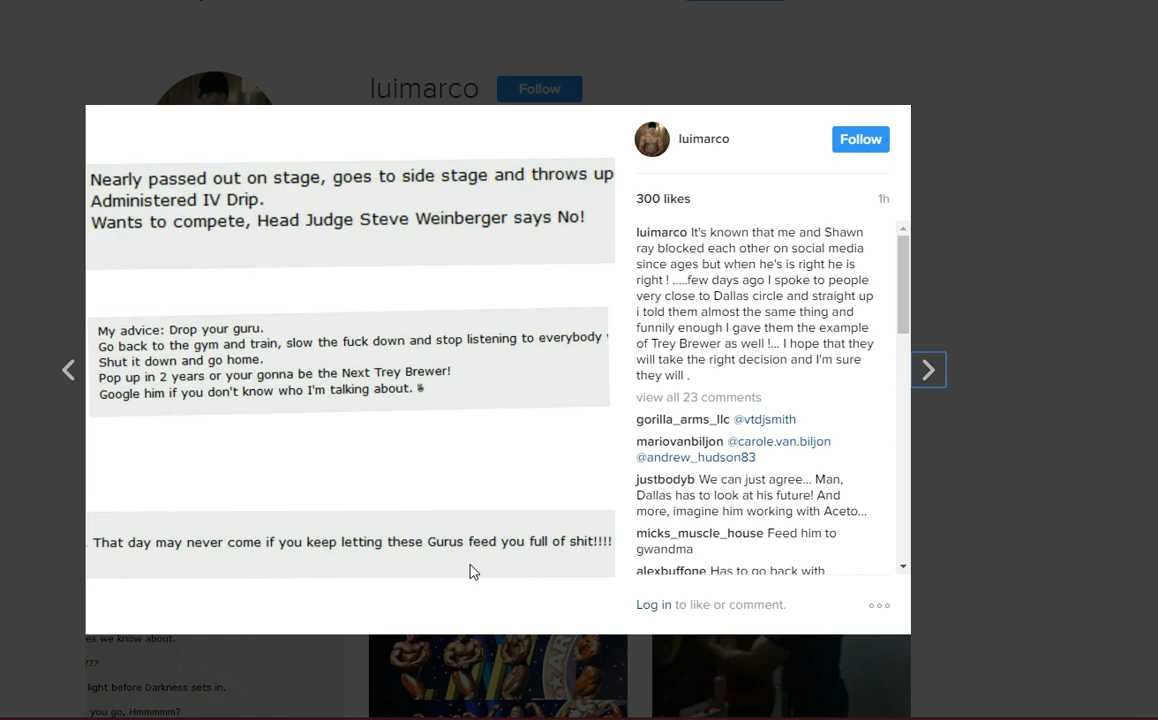 luimarco Follow
Nearly passed out on stage, goes to side stage and throws up
Administered IV Drip.
Wants to compete, Head Judge Steve Weinberger says No!
My advice: Drop your guru.
Go back to the gym and train, slow the fuck down and stop listening to everybody
Shut it down and go home.
Pop up in 2 years or your gonna be the Next Trey Brewer!
Google him if you don't know who I'm talking about.
That day may never come if you keep letting these Gurus feed you full of shit!!!!
luimarco Follow
300 likes 1h
luimarco It's known that me and Shawn
ray blocked each other on social media
since ages but when he's is right he is
right ! .....few days ago I spoke to people
very close to Dallas circle and straight up
i told them almost the same thing and
funnily enough I gave them the example
of Trey Brewer as well !... I hope that they
will take the right decision and I'm sure
they will .
view all 23 comments
gorilla_arms_llc @vtdjsmith
mariovanbiljon @carole.van.biljon
@andrew_hudson83
justbodyb We can just agree... Man,
Dallas has to look at his future! And
more, imagine him working with Aceto...
micks_muscle_house Feed him to
gwandma
alexbuffone Has to go back with
Log in to like or comment.
es we know about.
???
light before Darkness sets in.
you go, Hmmmmm?